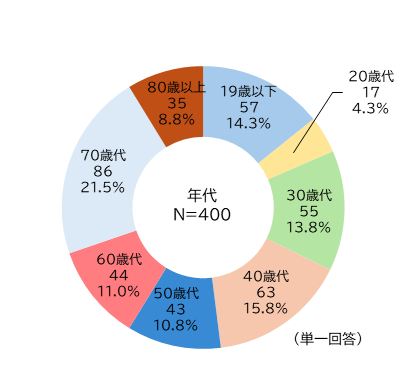 19歳以下
57
14.3%
20歳代
17
4.3%
30歳代
55
13.8%
40歳代
63
15.8%
50歳代
43
10.8%
60歳代
44
11.0%
70歳代
86
21.5%
80歳以上
35
8.8%
年代
N=400
（単一回答）